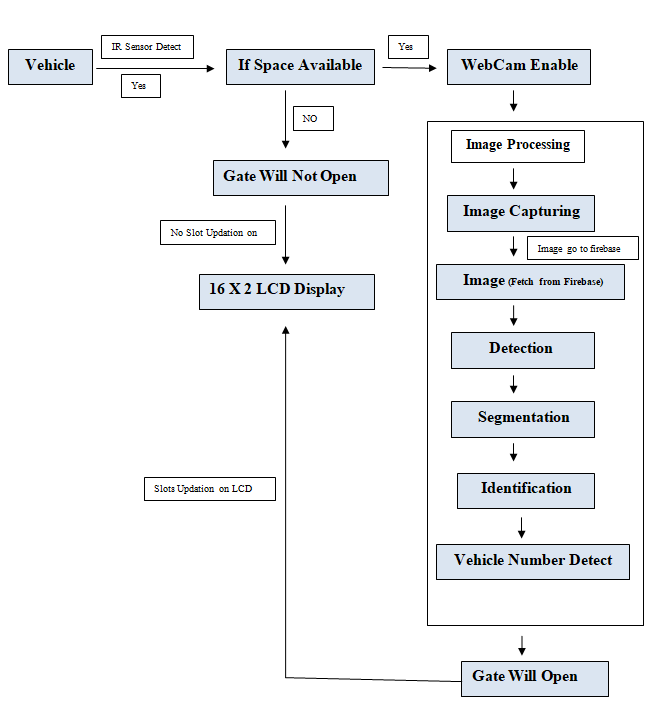 IR Sensor Detect
Yes
Vehicle
If Space Available
WebCam Enable
Yes
NO
Image Processing
Gate Will Not Open
Image Capturing
No Slot Updation on
Image go to firebase
16 X 2 LCD Display
Image (Fetch from Firebase)
Detection
Segmentation
Slots Updation on LCD
Identification
Vehicle Number Detect
Gate Will Open